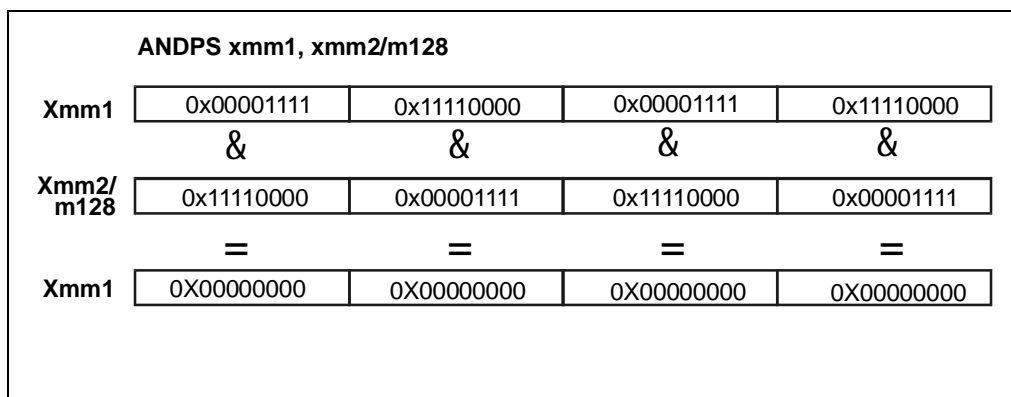 ANDPS xmm1, xmm2/m128
Xmm1 0x00001111 0x11110000 0x00001111 0x11110000
& & & &
Xmm2/
m128 0x11110000 0x00001111 0x11110000 0x00001111
= = = =
Xmm1 0X00000000 0X00000000 0X00000000 0X00000000